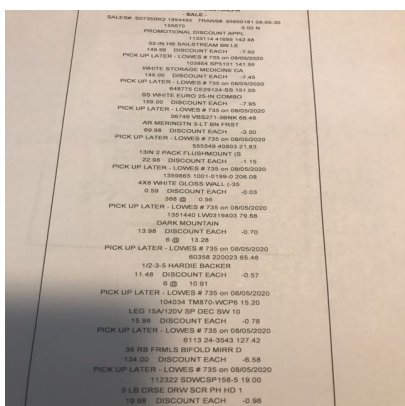 - SALE -
SALES#: S0735BK2 1854493 TRANS# 95869161 08-05-20
155670 0.00 N
PROMOTIONAL DISCOUNT APPL
1133114 41695 142.48
52-IN HB SAILSTREAM BN LE
149.98 DISCOUNT EACH -7.50
PICK UP LATER - LOWES # 735 on 08/05/2020
103864 SP5101 141.55
WHITE STORAGE MEDICINE CA
149.00 DISCOUNT EACH -7.45
PICK UP LATER - LOWES # 735 on 08/05/2020
648775 CE29124-SS 151.05
SS WHITE EURO 25-IN COMBO
159.00 DISCOUNT EACH -7.95
PICK UP LATER - LOWES # 735 on 08/05/2020
36749 VBS271-3BNK 66.48
AR MERINGTN 3-LT BN FRST
69.98 DISCOUNT EACH -3.50
PICK UP LATER - LOWES # 735 on 08/05/2020
555549 40803 21.83
13IN 2 PACK FLUSHMOUNT (S
22.98 DISCOUNT EACH -1.15
PICK UP LATER - LOWES # 735 on 08/05/2020
1359865 1001-0199-0 206.08
4X8 WHITE GLOSS WALL (-35
0.59 DISCOUNT EACH -0.03
368 @ 0.56
PICK UP LATER - LOWES # 735 on 08/05/2020
1351440 LW0319403 79.68
DARK MOUNTAIN
13.98 DISCOUNT EACH -0.70
6 @ 13.28
PICK UP LATER - LOWES # 735 on 08/05/2020
60358 220023 65.46
1/2-3-5 HARDIE BACKER
11.48 DISCOUNT EACH -0.57
6 @ 10.91
PICK UP LATER - LOWES # 735 on 08/05/2020
104034 TM870-WCP6 15.20
LEG 15A/120V SP DEC SW 10
15.98 DISCOUNT EACH -0.78
PICK UP LATER - LOWES # 735 on 08/05/2020
6113 24-3543 127.42
36 RB FRMLS BIFOLD MIRR D
134.00 DISCOUNT EACH -6.58
PICK UP LATER - LOWES # 735 on 08/05/2020
112322 SDWCSP158-5 19.00
5 LB CRSE DRW SCR PH HD 1
19.98 DISCOUNT EACH -0.98